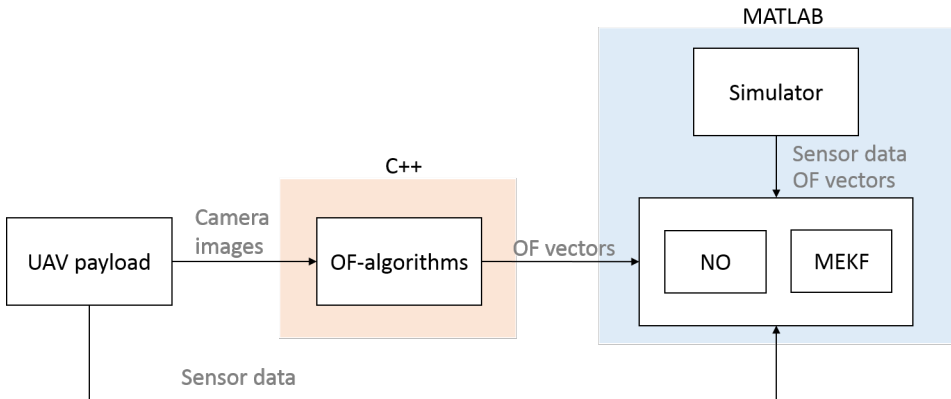 MATLAB
Simulator
Sensor data
OF vectors
C++
Camera
images
UAV payload
OF-algorithms
OF vectors
NO
MEKF
Sensor data